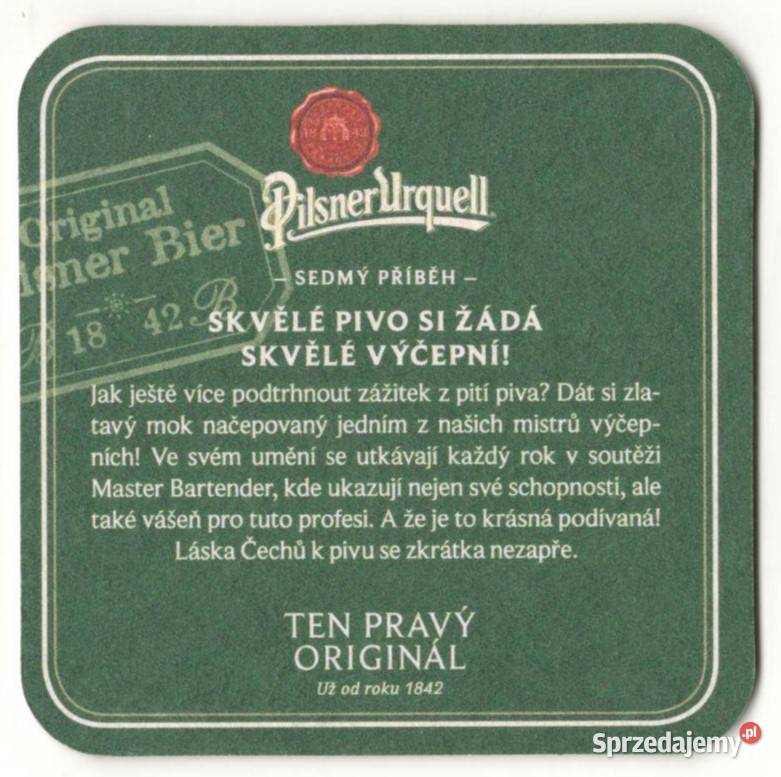 Original
Pilsner Bier
B 18 42 B
18 42
Pilsner Urquell
– SEDMÝ PŘÍBĚH –
SKVĚLÉ PIVO SI ŽÁDÁ
SKVĚLÉ VÝČEPNÍ!
Jak ještě více podtrhnout zážitek z pití piva? Dát si zla-
tavý mok načepovaný jedním z našich mistrů výčep-
ních! Ve svém umění se utkávají každý rok v soutěži
Master Bartender, kde ukazují nejen své schopnosti, ale
také vášeň pro tuto profesi. A že je to krásná podívaná!
Láska Čechů k pivu se zkrátka nezapře.
TEN PRAVÝ
ORIGINÁL
Už od roku 1842
Sprzedajemy.pl